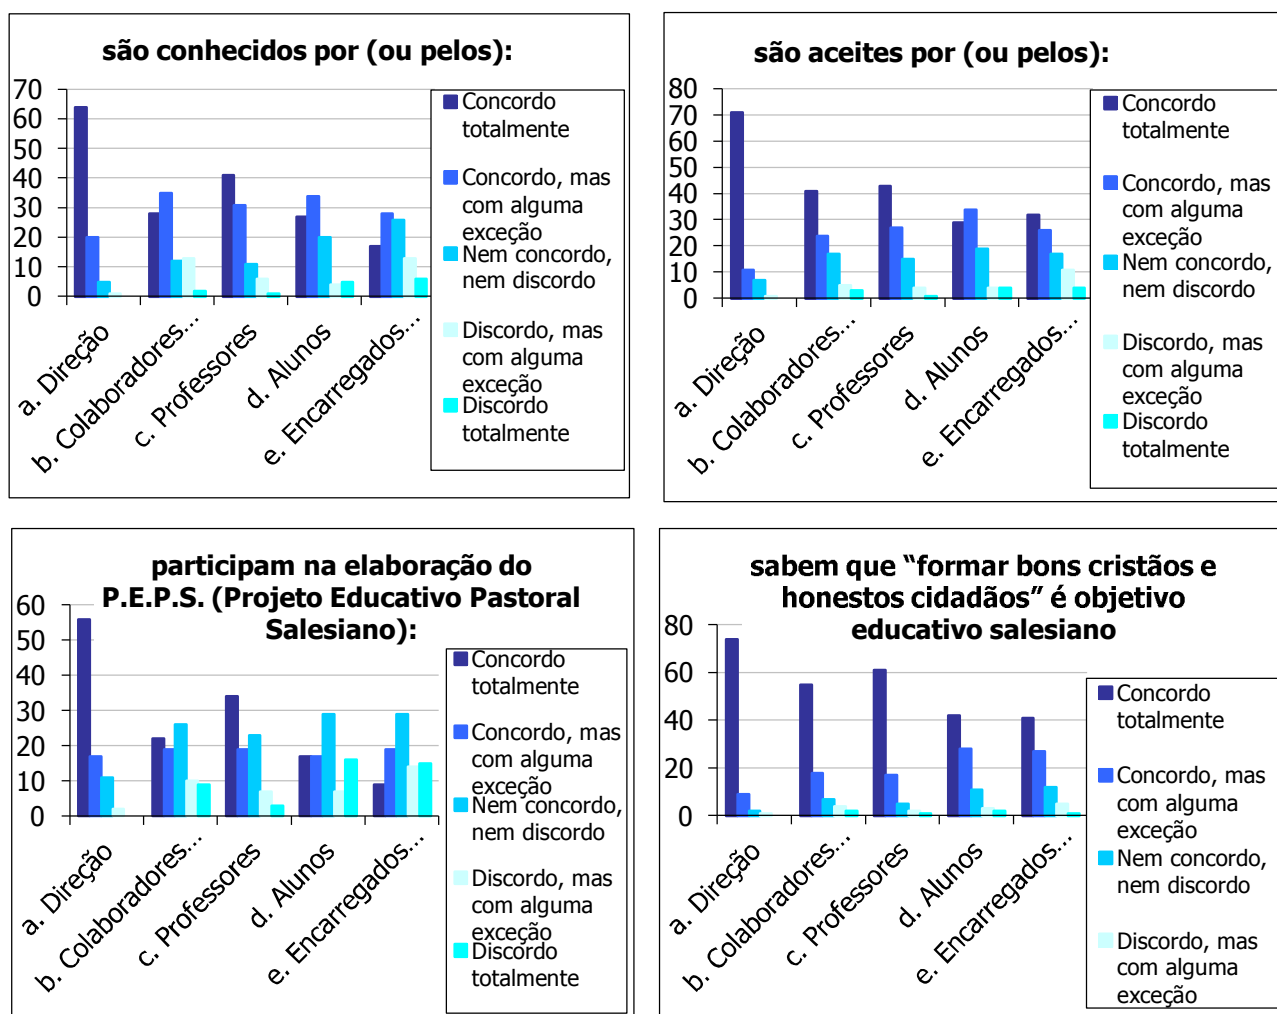 são conhecidos por (ou pelos):
70
60
50
40
30
20
10
0
a. Direção
b. Colaboradores...
c. Professores
d. Alunos
e. Encarregados...
Concordo
totalmente
Concordo, mas
com alguma
exceção
Nem concordo,
nem discordo
Discordo, mas
com alguma
exceção
Discordo
totalmente
são aceites por (ou pelos):
80
70
60
50
40
30
20
10
0
a. Direção
b. Colaboradores...
c. Professores
d. Alunos
e. Encarregados...
Concordo
totalmente
Concordo, mas
com alguma
exceção
Nem concordo,
nem discordo
Discordo, mas
com alguma
exceção
Discordo
totalmente
participam na elaboração do
P.E.P.S. (Projeto Educativo Pastoral
Salesiano):
60
50
40
30
20
10
0
a. Direção
b. Colaboradores...
c. Professores
d. Alunos
e. Encarregados...
Concordo
totalmente
Concordo, mas
com alguma
exceção
Nem concordo,
nem discordo
Discordo, mas
com alguma
exceção
Discordo
totalmente
sabem que “formar bons cristãos e
honestos cidadãos” é objetivo
educativo salesiano
80
60
40
20
0
a. Direção
b. Colaboradores...
c. Professores
d. Alunos
e. Encarregados...
Concordo
totalmente
Concordo, mas
com alguma
exceção
Nem concordo,
nem discordo
Discordo, mas
com alguma
exceção